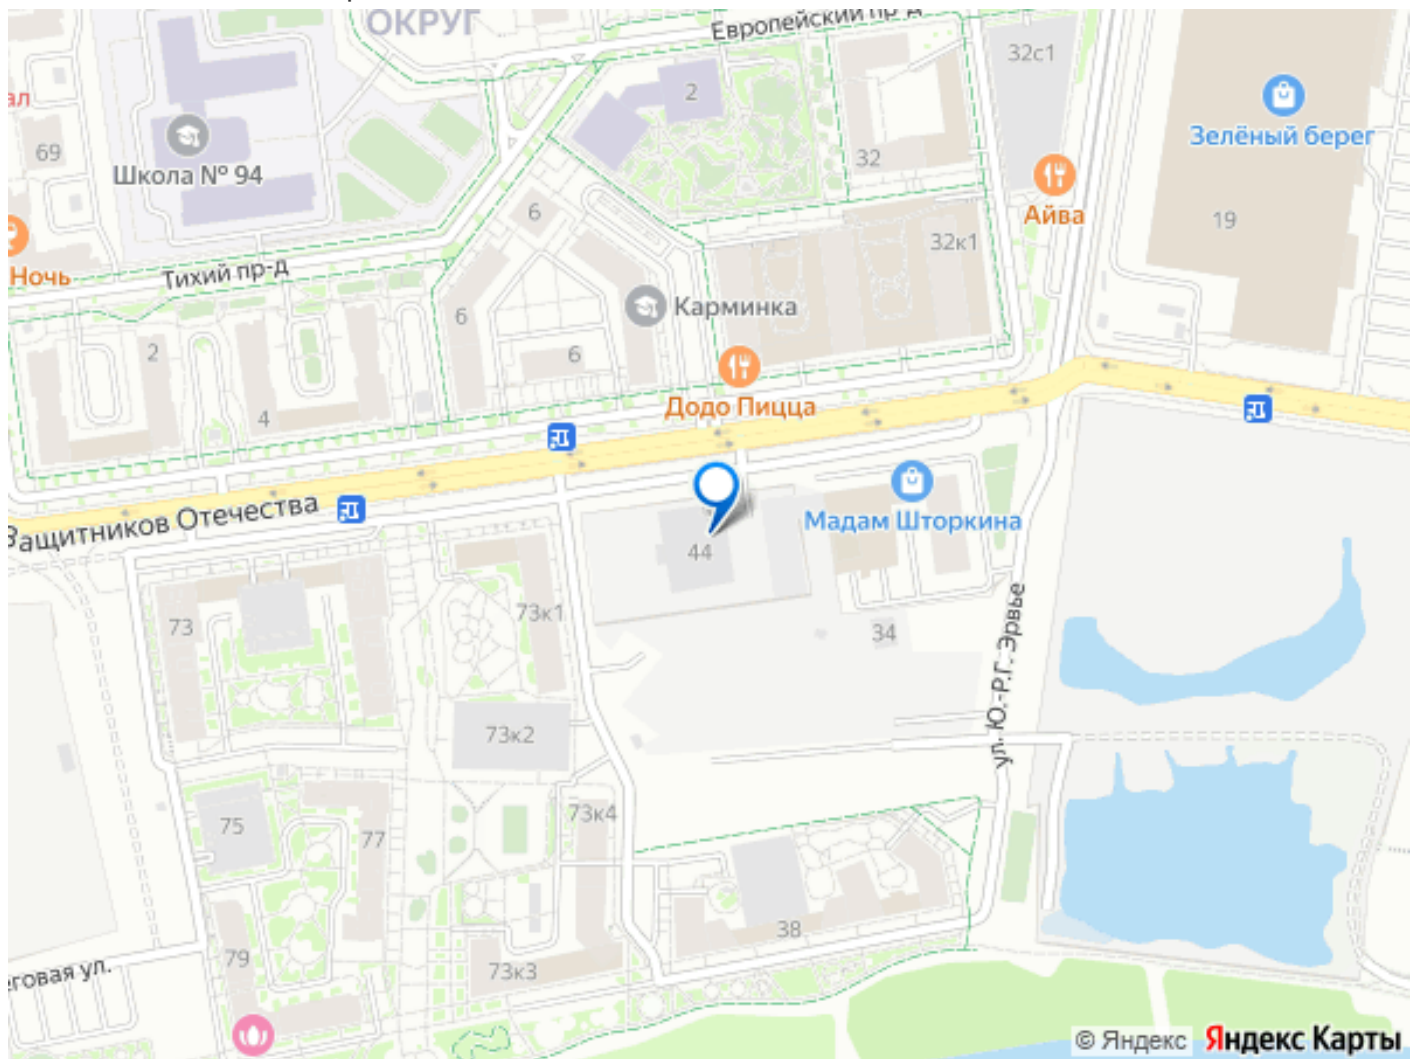 ОКРУГ
Европейский пр-д
32с1
2
ал
69
Школа № 94
32
Зелёный берег
Айва
19
6
32к1
Ночь
Тихий пр-д
Карминка
6
2
6
4
Додо Пицца
Защитников Отечества
Мадам Шторкина
44
73
73к1
34
ул. Ю.-Р.Г. Эрвье
73к2
75
77
73к4
38
79
73к3
еговая ул.
© Яндекс Яндекс Карты